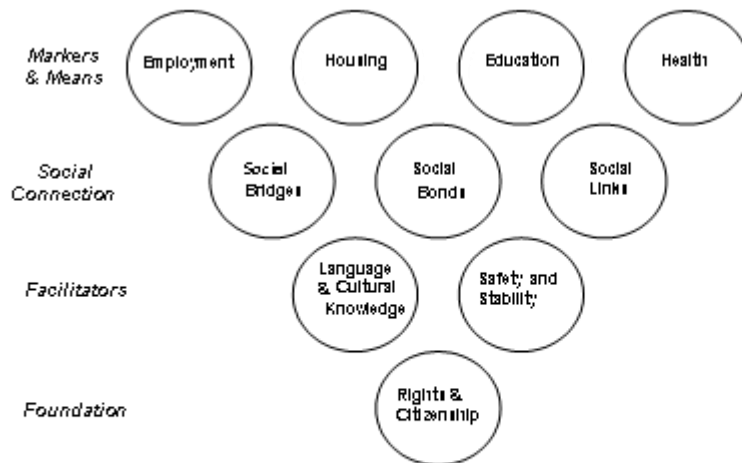 Markers
& Means
Employment
Housing
Education
Health
Social
Connection
Social
Bridges
Social
Bonds
Social
Links
Facilitators
Language
& Cultural
Knowledge
Safety and
Stability
Foundation
Rights &
Citizenship